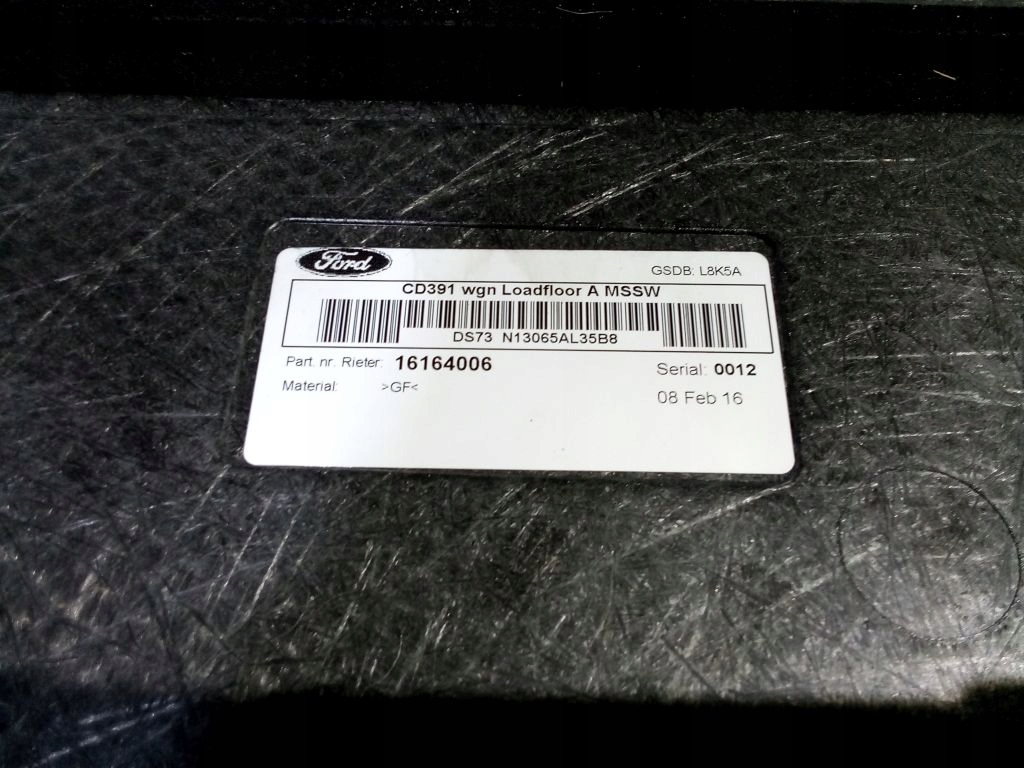 Ford
GSDB: L8K5A
CD391 wgn Loadfloor A MSSW
DS73 N13065AL35B8
Part. nr. Rieter: 16164006
Serial: 0012
Material: >GF<
08 Feb 16